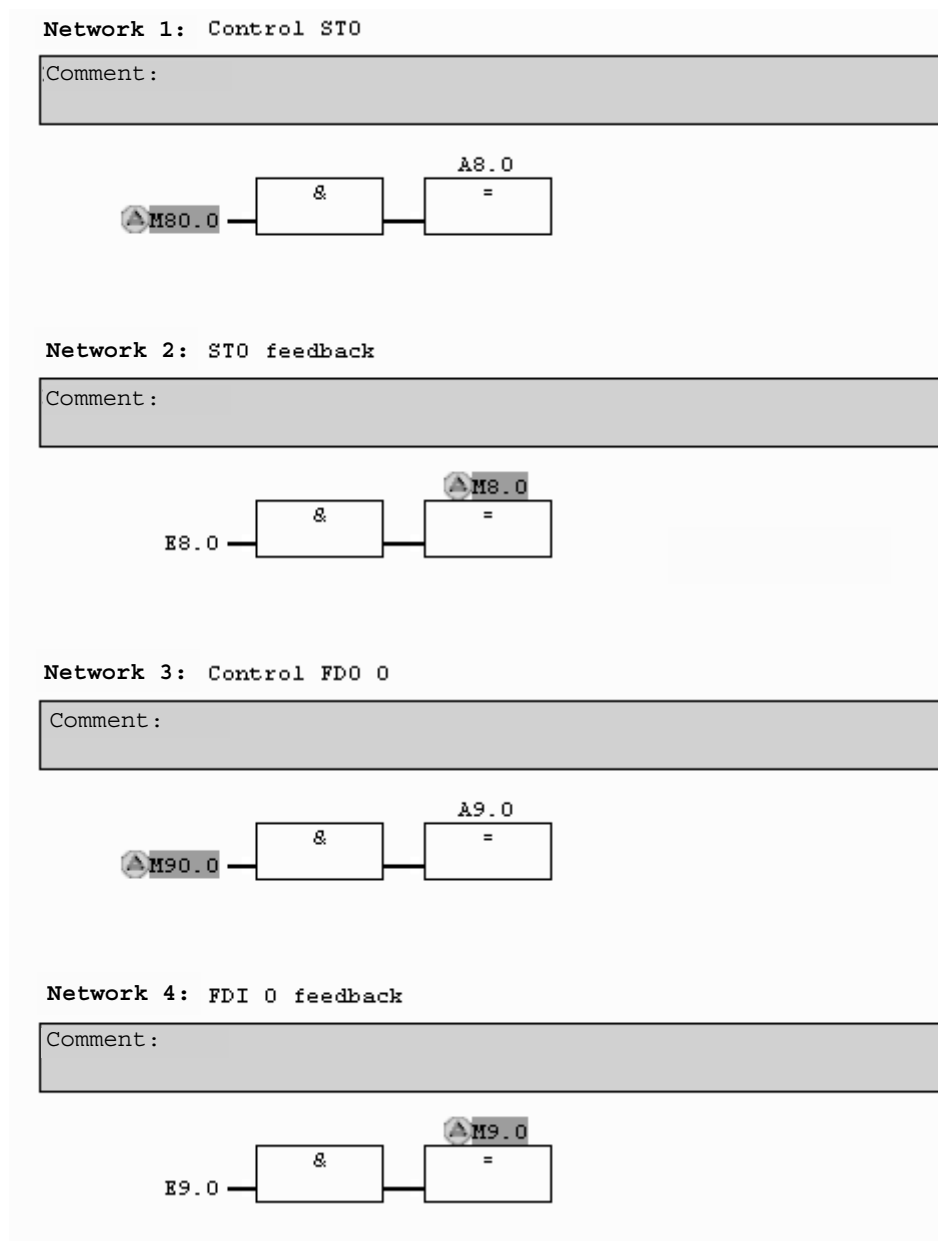 Network 1: Control STO
Comment:
A8.0
& =
M80.0
Network 2: STO feedback
Comment:
M8.0
& =
E8.0
Network 3: Control FDO 0
Comment:
A9.0
& =
M90.0
Network 4: FDI 0 feedback
Comment:
M9.0
& =
E9.0